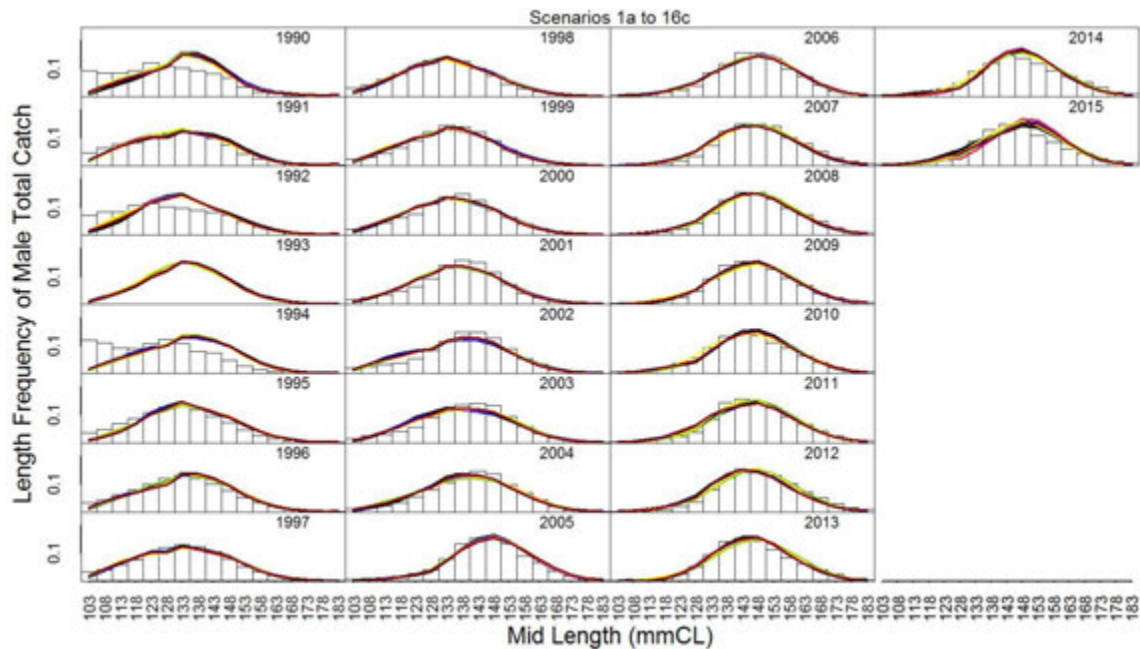 Scenarios 1a to 16c
Length Frequency of Male Total Catch
1990 1998 2006 2014
0.1
1991 1999 2007 2015
0.1
1992 2000 2008
0.1
1993 2001 2009
0.1
1994 2002 2010
0.1
1995 2003 2011
0.1
1996 2004 2012
0.1
1997 2005 2013
0.1
103 108 113 118 123 128 133 138 143 148 153 158 163 168 173 178 183
103 108 113 118 123 128 133 138 143 148 153 158 163 168 173 178 183
103 108 113 118 123 128 133 138 143 148 153 158 163 168 173 178 183
103 108 113 118 123 128 133 138 143 148 153 158 163 168 173 178 183
Mid Length (mmCL)